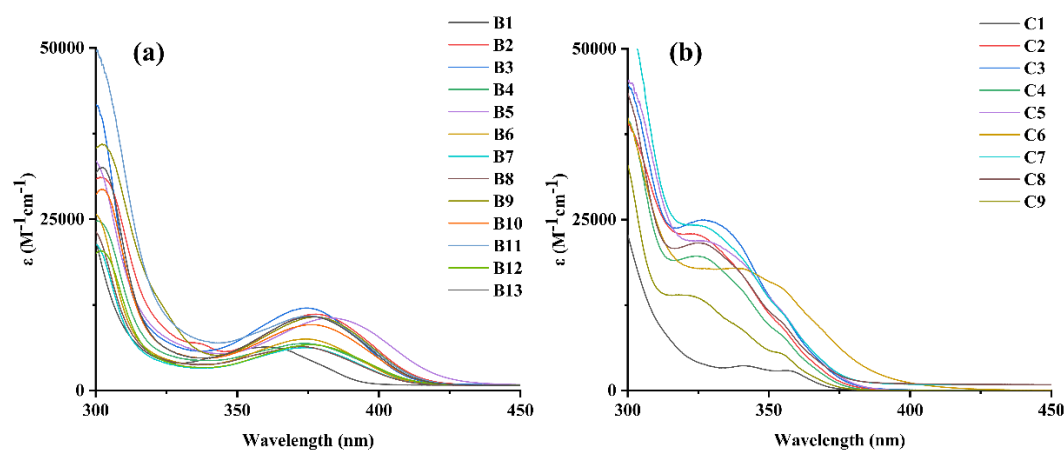 (a)
50000
25000
0
ε (M⁻¹cm⁻¹)
300
350
400
450
Wavelength (nm)
B1
B2
B3
B4
B5
B6
B7
B8
B9
B10
B11
B12
B13
(b)
50000
25000
0
ε (M⁻¹cm⁻¹)
300
350
400
450
Wavelength (nm)
C1
C2
C3
C4
C5
C6
C7
C8
C9